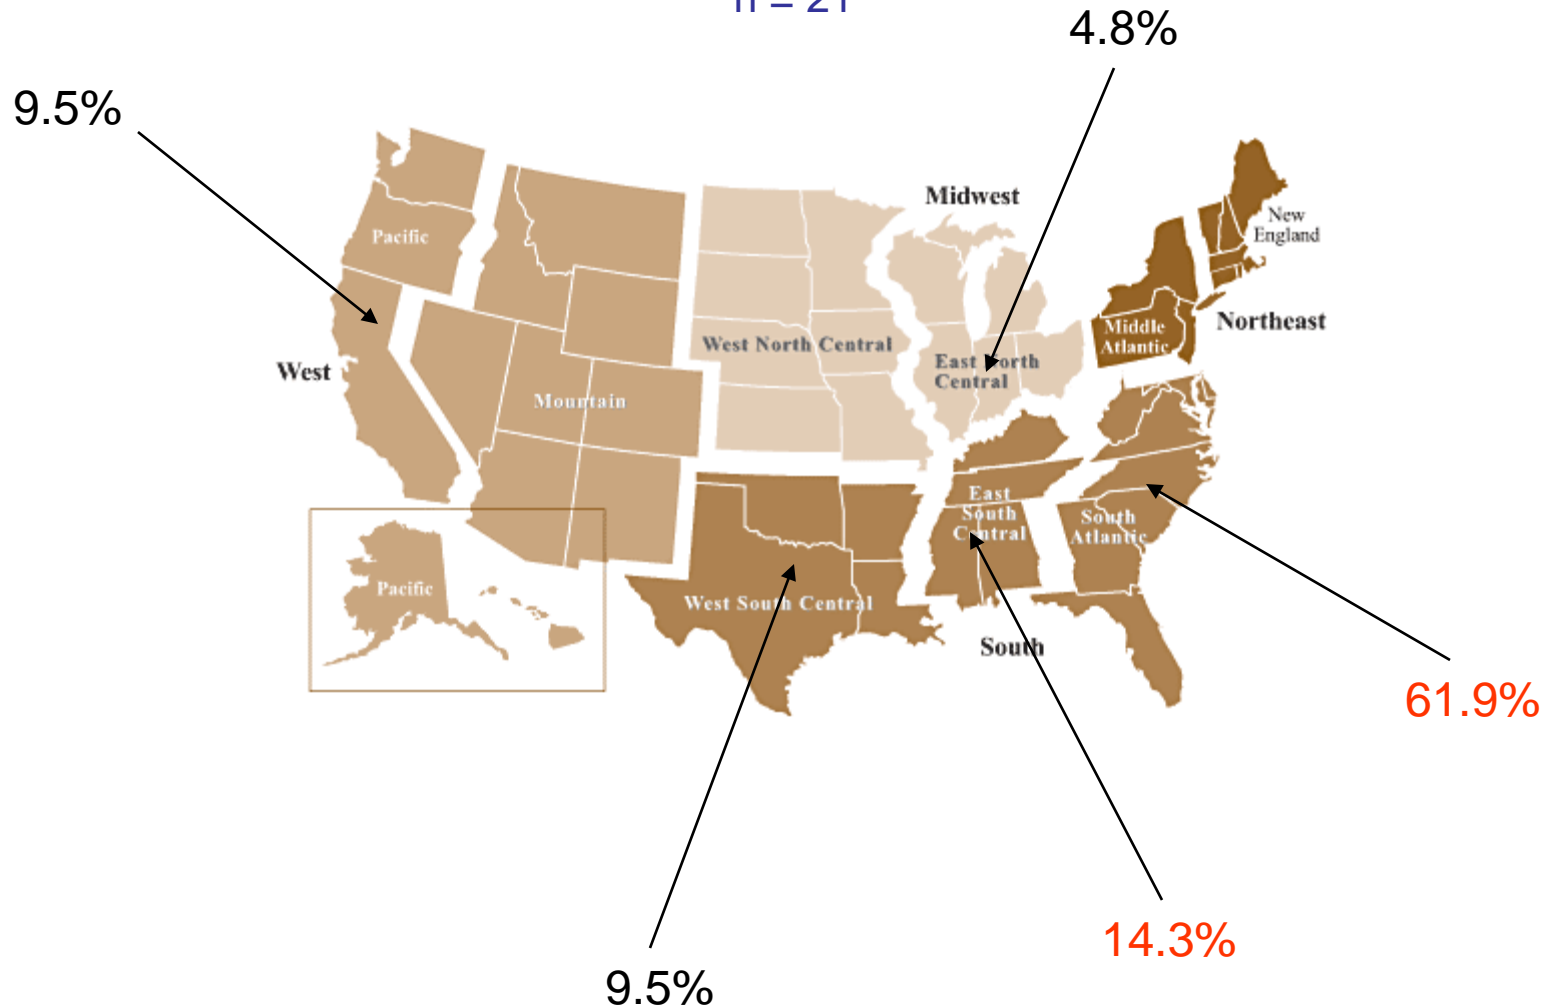 n = 21
4.8%
9.5%
Midwest
New
England
Pacific
Northeast
Middle
Atlantic
West North Central
East North
Central
West
Mountain
East
South
Central
South
Atlantic
Pacific
West South Central
South
61.9%
14.3%
9.5%